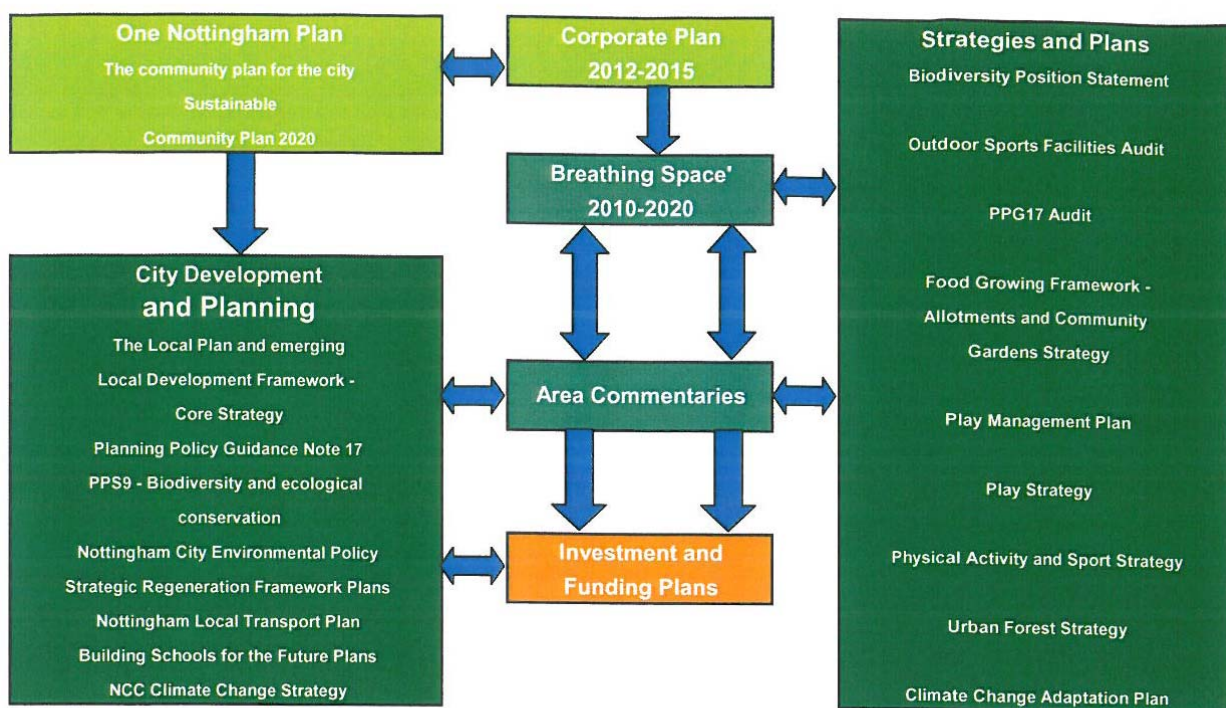 One Nottingham Plan
The community plan for the city
Sustainable
Community Plan 2020
Corporate Plan
2012-2015
Breathing Space'
2010-2020
City Development
and Planning
The Local Plan and emerging
Local Development Framework -
Core Strategy
Planning Policy Guidance Note 17
PPS9 - Biodiversity and ecological
conservation
Nottingham City Environmental Policy
Strategic Regeneration Framework Plans
Nottingham Local Transport Plan
Building Schools for the Future Plans
NCC Climate Change Strategy
Area Commentaries
Investment and
Funding Plans
Strategies and Plans
Biodiversity Position Statement
Outdoor Sports Facilities Audit
PPG17 Audit
Food Growing Framework -
Allotments and Community
Gardens Strategy
Play Management Plan
Play Strategy
Physical Activity and Sport Strategy
Urban Forest Strategy
Climate Change Adaptation Plan